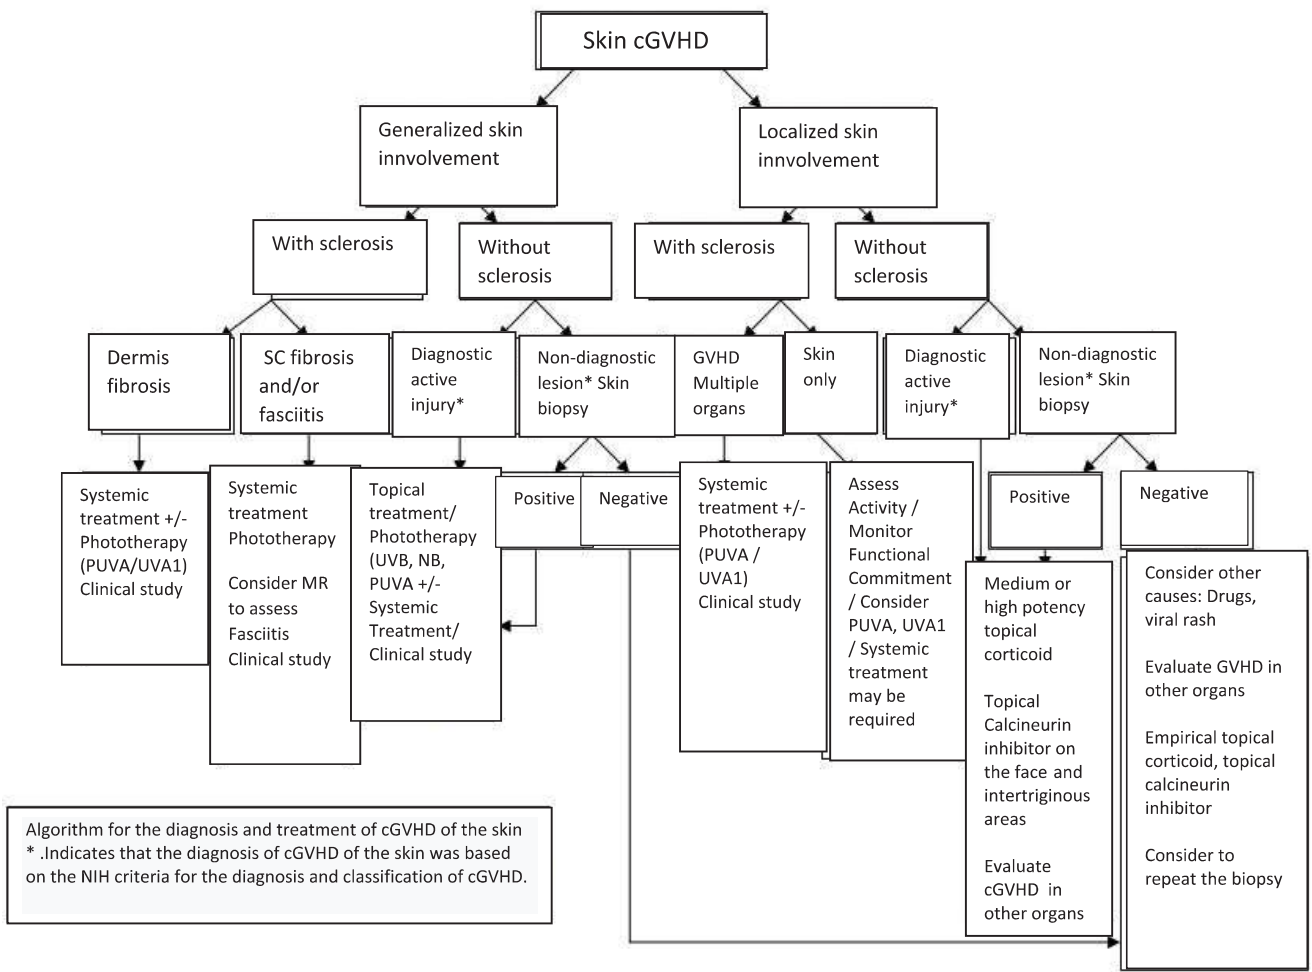 Skin cGVHD
Generalized skin
innvolvement
Localized skin
innvolvement
With sclerosis
Without
sclerosis
With sclerosis
Without
sclerosis
Dermis
fibrosis
SC fibrosis
and/or
fasciitis
Diagnostic
active
injury*
Non-diagnostic
lesion* Skin
biopsy
GVHD
Multiple
organs
Skin
only
Diagnostic
active
injury*
Non-diagnostic
lesion* Skin
biopsy
Systemic
treatment +/-
Phototherapy
(PUVA/UVA1)
Clinical study
Systemic
treatment
Phototherapy
Consider MR
to assess
Fasciitis
Clinical study
Topical
treatment/
Phototherapy
(UVB, NB,
PUVA +/-
Systemic
Treatment/
Clinical study
Positive
Negative
Systemic
treatment +/-
Phototherapy
(PUVA /
UVA1)
Clinical study
Assess
Activity /
Monitor
Functional
Commitment
/ Consider
PUVA, UVA1
/ Systemic
treatment
may be
required
Positive
Negative
Medium or
high potency
topical
corticoid
Topical
Calcineurin
inhibitor on
the face and
intertriginous
areas
Evaluate
cGVHD in
other organs
Consider other
causes: Drugs,
viral rash
Evaluate GVHD in
other organs
Empirical topical
corticoid, topical
calcineurin
inhibitor
Consider to
repeat the biopsy
Algorithm for the diagnosis and treatment of cGVHD of the skin
* .Indicates that the diagnosis of cGVHD of the skin was based
on the NIH criteria for the diagnosis and classification of cGVHD.